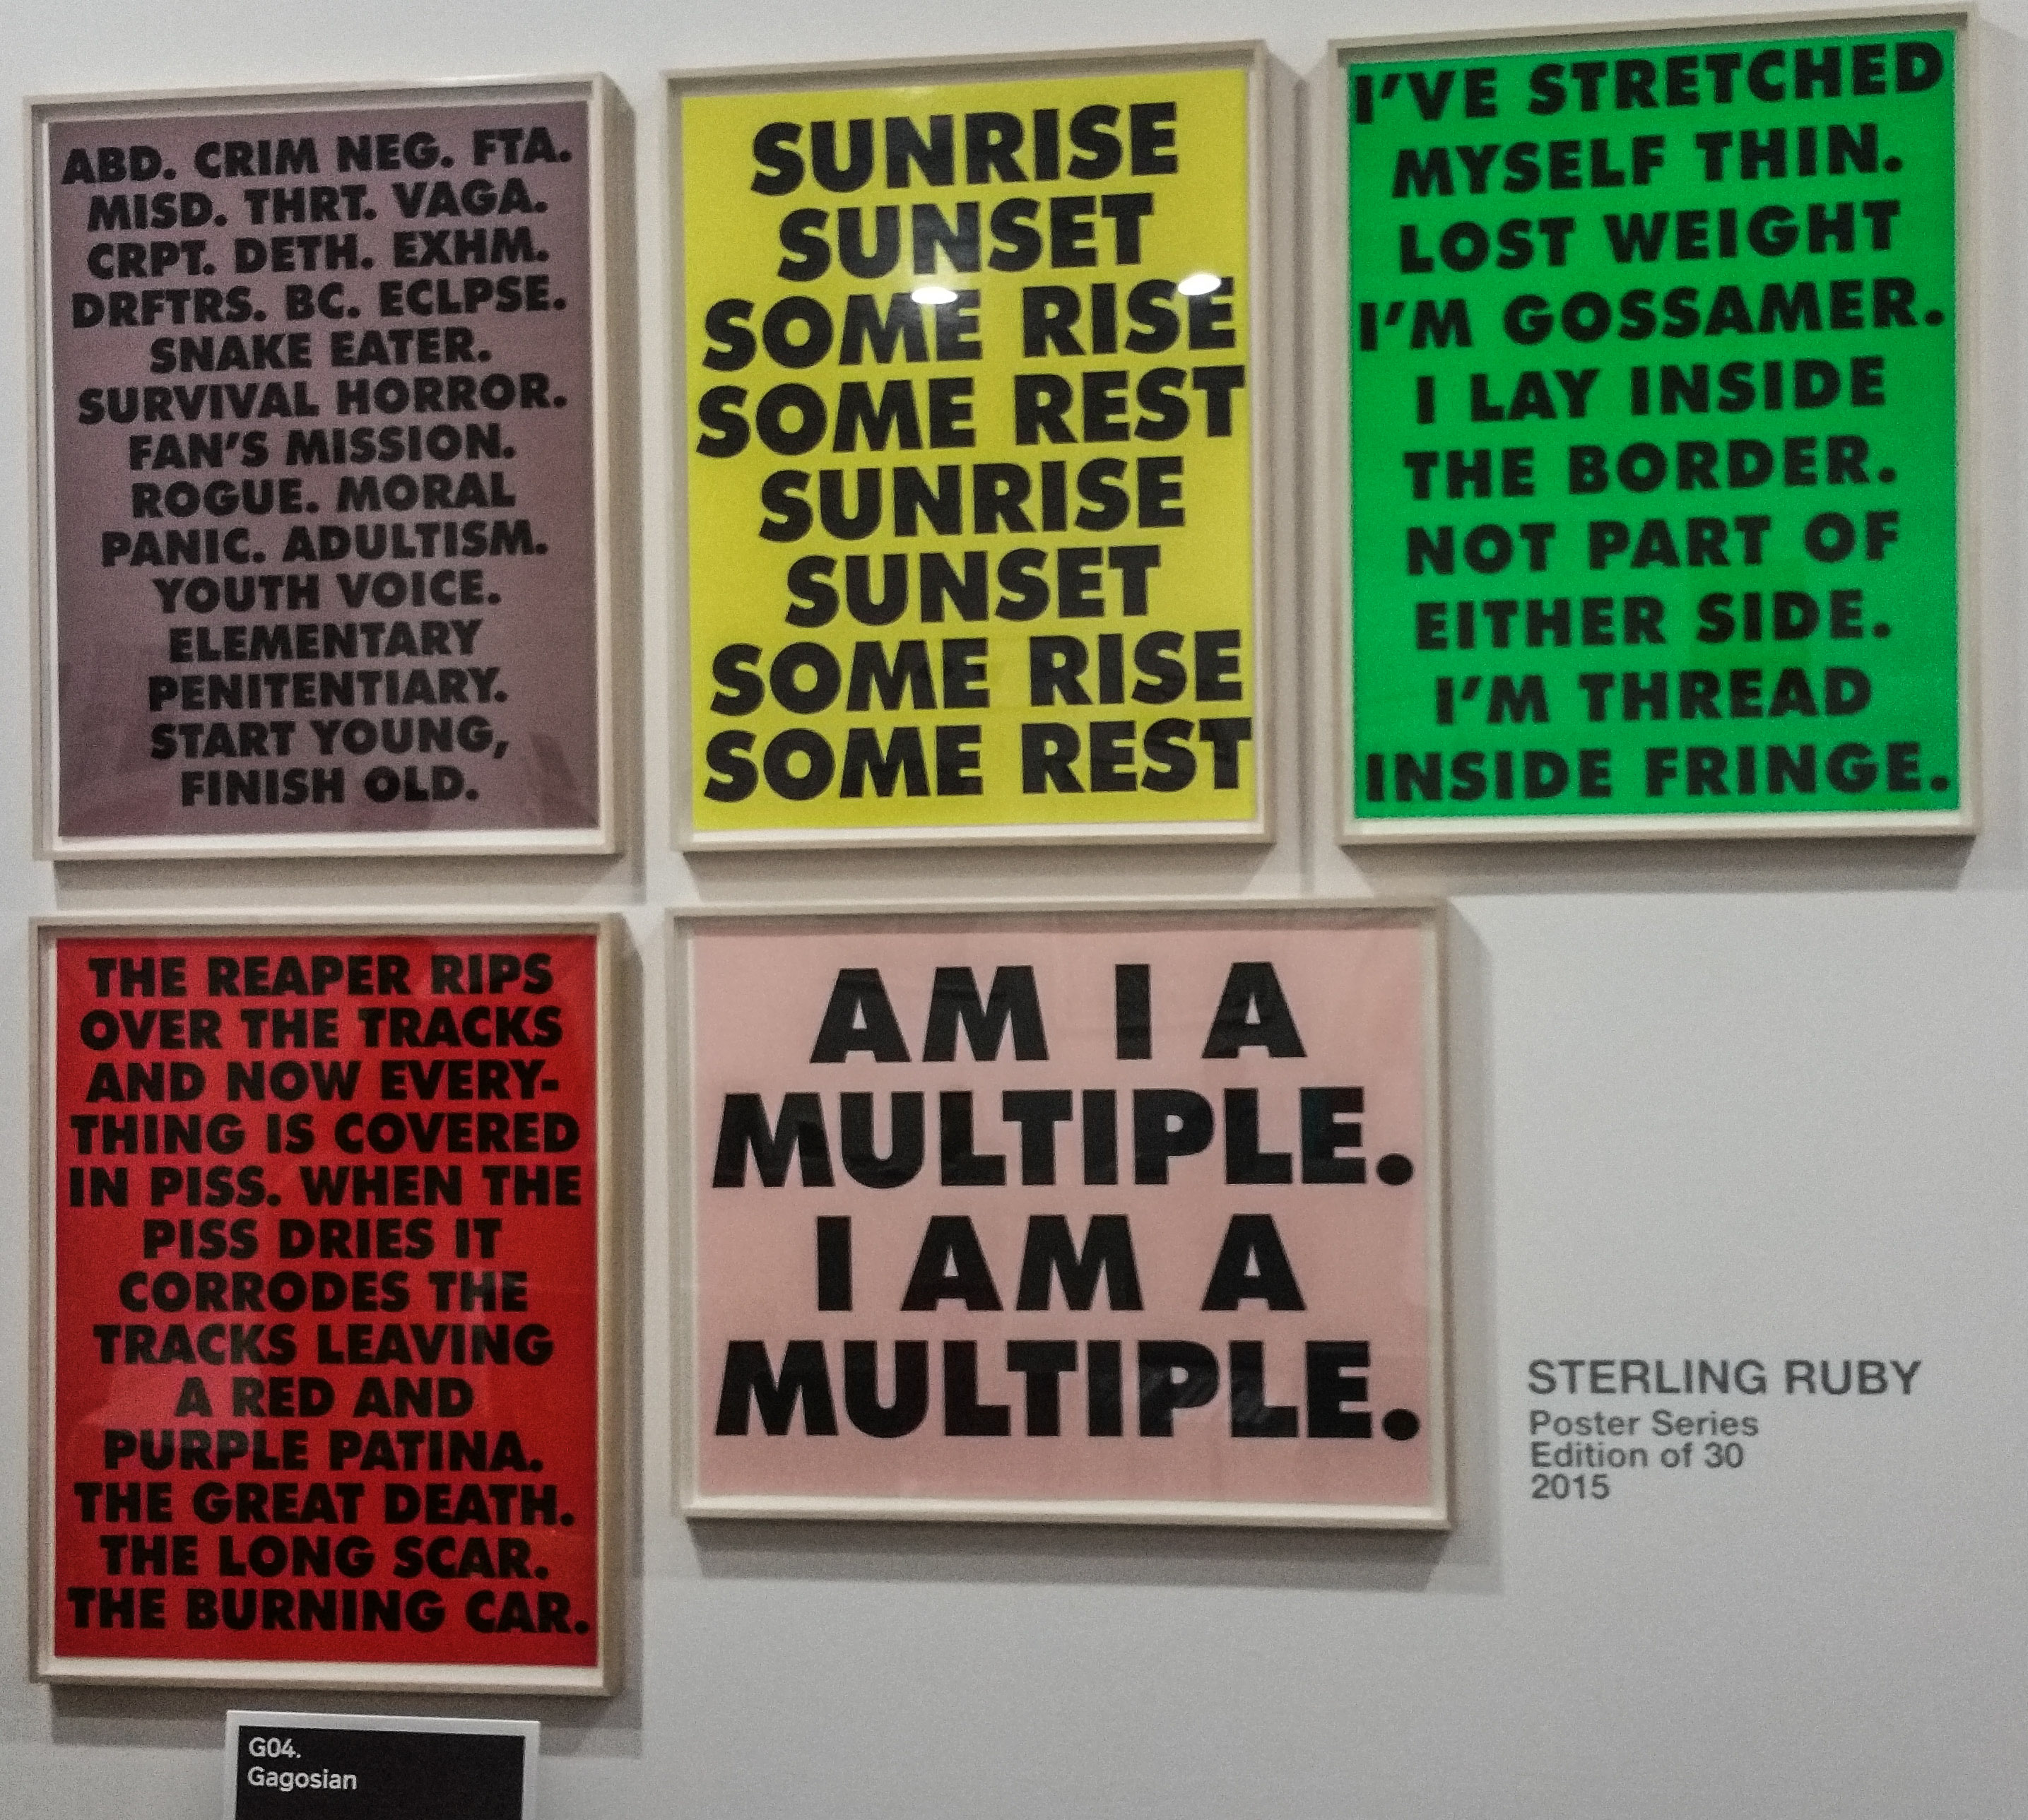 ABD. CRIM NEG. FTA.
MISD. THRT. VAGA.
CRPT. DETH. EXHM.
DRFTRS. BC. ECLPSE.
SNAKE EATER.
SURVIVAL HORROR.
FAN'S MISSION.
ROGUE. MORAL
PANIC. ADULTISM.
YOUTH VOICE.
ELEMENTARY
PENITENTIARY.
START YOUNG,
FINISH OLD.
SUNRISE
SUNSET
SOME RISE
SOME REST
SUNRISE
SUNSET
SOME RISE
SOME REST
I'VE STRETCHED
MYSELF THIN.
LOST WEIGHT
I'M GOSSAMER.
I LAY INSIDE
THE BORDER.
NOT PART OF
EITHER SIDE.
I'M THREAD
INSIDE FRINGE.
THE REAPER RIPS
OVER THE TRACKS
AND NOW EVERY-
THING IS COVERED
IN PISS. WHEN THE
PISS DRIES IT
CORRODES THE
TRACKS LEAVING
A RED AND
PURPLE PATINA.
THE GREAT DEATH.
THE LONG SCAR.
THE BURNING CAR.
AM I A
MULTIPLE.
I AM A
MULTIPLE.
STERLING RUBY
Poster Series
Edition of 30
2015
G04.
Gagosian